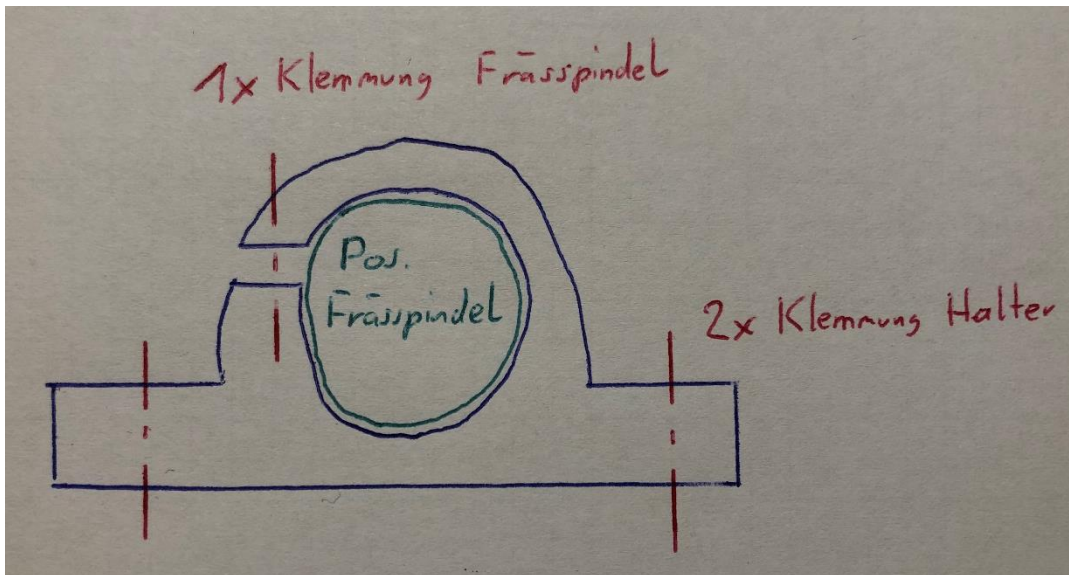 1x Klemmung Frässpindel
Pos.
Frässpindel
2x Klemmung Halter